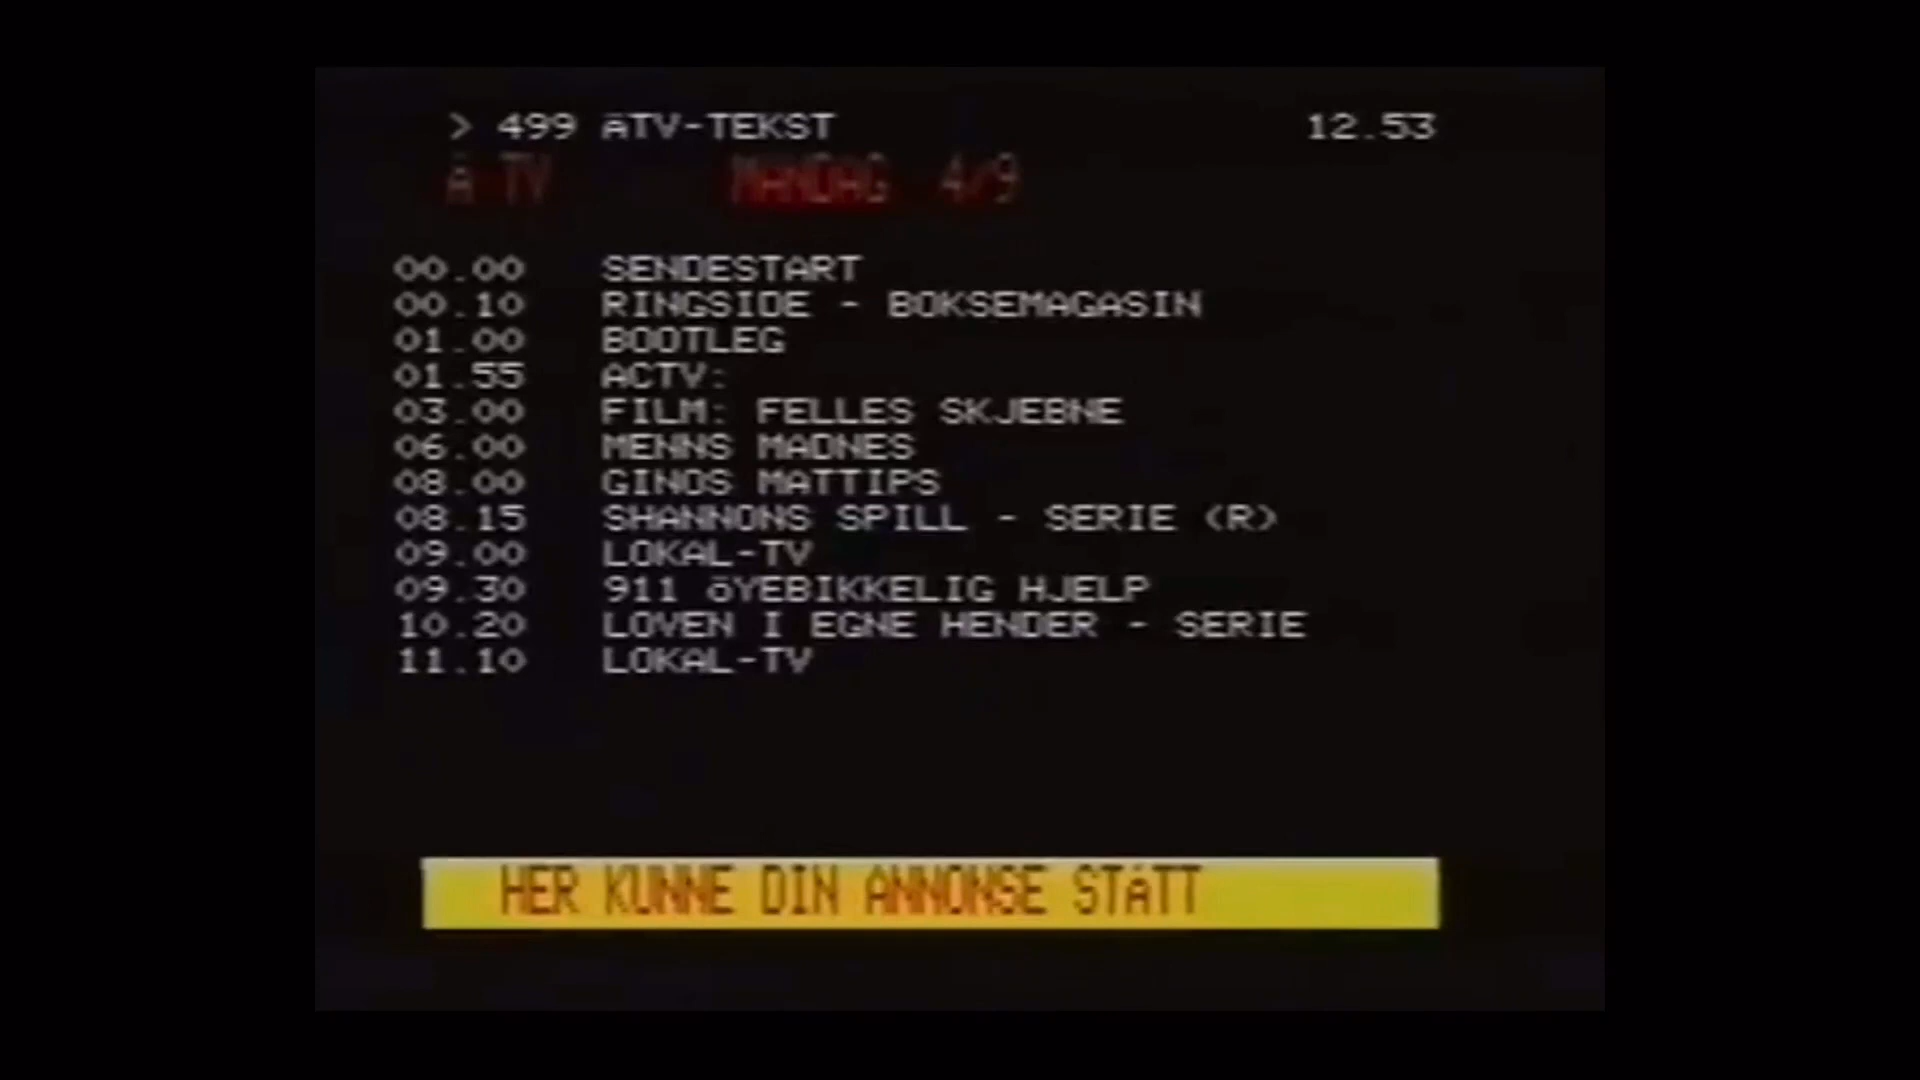 > 499 åTV-TEKST 12.53
Å TV MANDAG 4/9
00.00 SENDESTART
00.10 RINGSIDE - BOKSEMAGASIN
01.00 BOOTLEG
01.55 ACTV:
03.00 FILM: FELLES SKJEBNE
06.00 MENNS MADNES
08.00 GINOS MATTIPS
08.15 SHANNONS SPILL - SERIE (R)
09.00 LOKAL-TV
09.30 911 öYEBIKKELIG HJELP
10.20 LOVEN I EGNE HENDER - SERIE
11.10 LOKAL-TV
HER KUNNE DIN ANNONSE STåTT